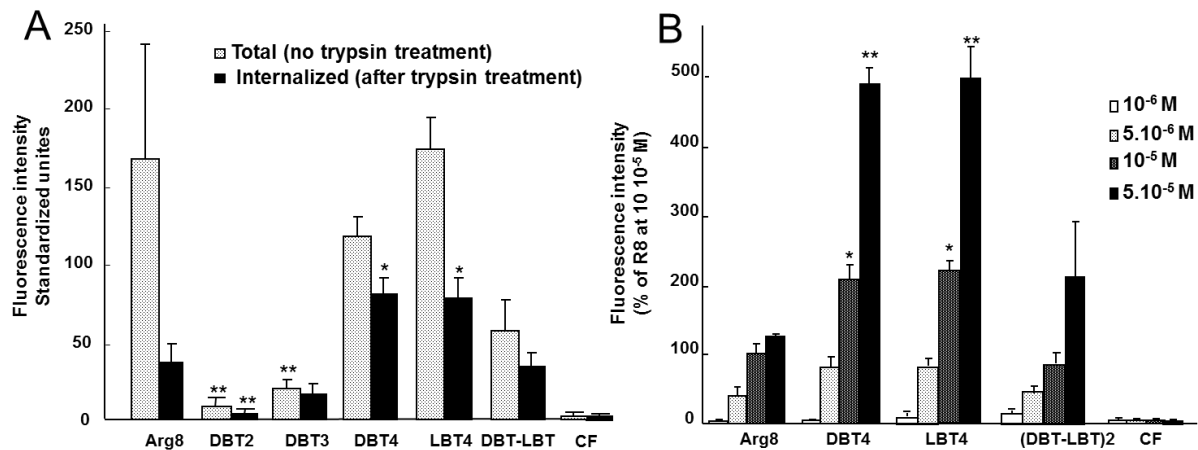 A
Fluorescence intensity
Standardized unites
250
200
150
100
50
0
Total (no trypsin treatment)
Internalized (after trypsin treatment)
** ** ** * *
Arg8 DBT2 DBT3 DBT4 LBT4 DBT-LBT CF
B
Fluorescence intensity
(% of R8 at 10 10-5 M)
500
400
300
200
100
0
10-6 M
5.10-6 M
10-5 M
5.10-5 M
* ** * **
Arg8 DBT4 LBT4 (DBT-LBT)2 CF